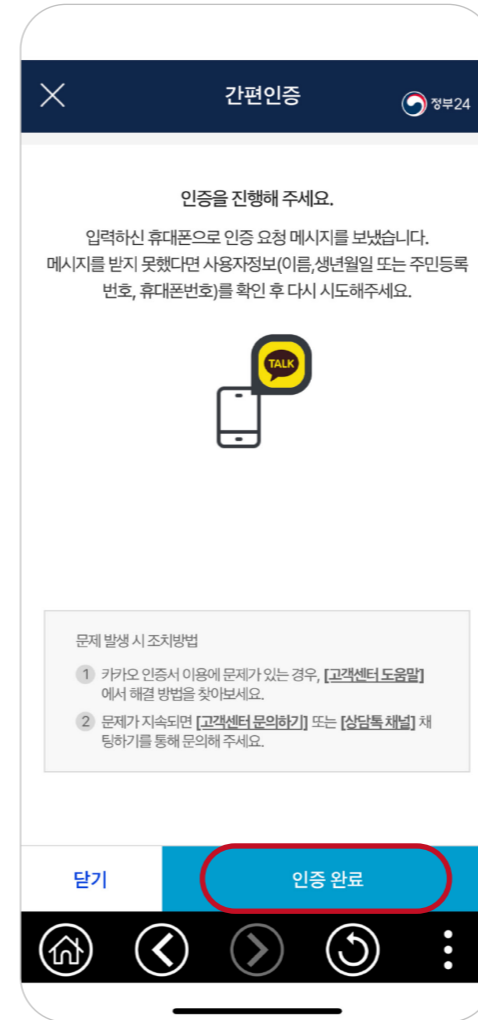 간편인증
정부24
인증을 진행해 주세요.
입력하신 휴대폰으로 인증 요청 메시지를 보냈습니다.
메시지를 받지 못했다면 사용자정보(이름,생년월일 또는 주민등록
번호, 휴대폰번호)를 확인 후 다시 시도해주세요.
TALK
문제 발생 시 조치방법
1 카카오 인증서 이용에 문제가 있는 경우, [고객센터 도움말]
에서 해결 방법을 찾아보세요.
2 문제가 지속되면 [고객센터 문의하기] 또는 [상담톡 채널] 채
팅하기를 통해 문의해 주세요.
닫기
인증 완료